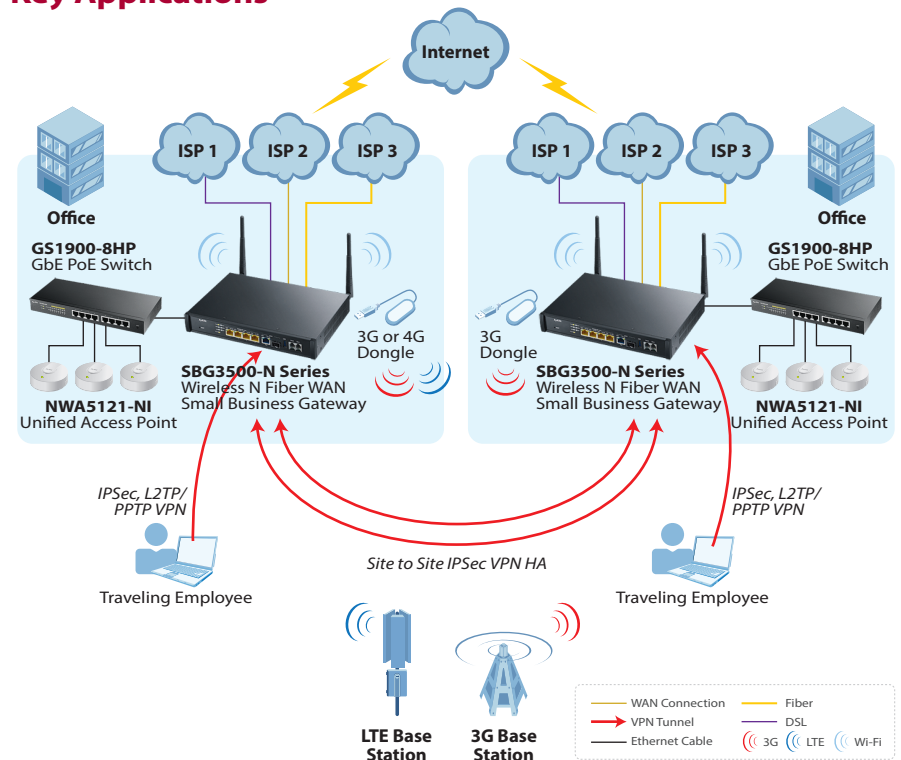 Key Applications
Internet
ISP 1
ISP 2
ISP 3
ISP 1
ISP 2
ISP 3
Office
GS1900-8HP
GbE PoE Switch
3G or 4G
Dongle
SBG3500-N Series
Wireless N Fiber WAN
Small Business Gateway
NWA5121-NI
Unified Access Point
Office
GS1900-8HP
GbE PoE Switch
3G
Dongle
SBG3500-N Series
Wireless N Fiber WAN
Small Business Gateway
NWA5121-NI
Unified Access Point
IPSec, L2TP/
PPTP VPN
Traveling Employee
Site to Site IPSec VPN HA
IPSec, L2TP/
PPTP VPN
Traveling Employee
LTE Base
Station
3G Base
Station
WAN Connection
Fiber
VPN Tunnel
DSL
Ethernet Cable
3G
LTE
Wi-Fi